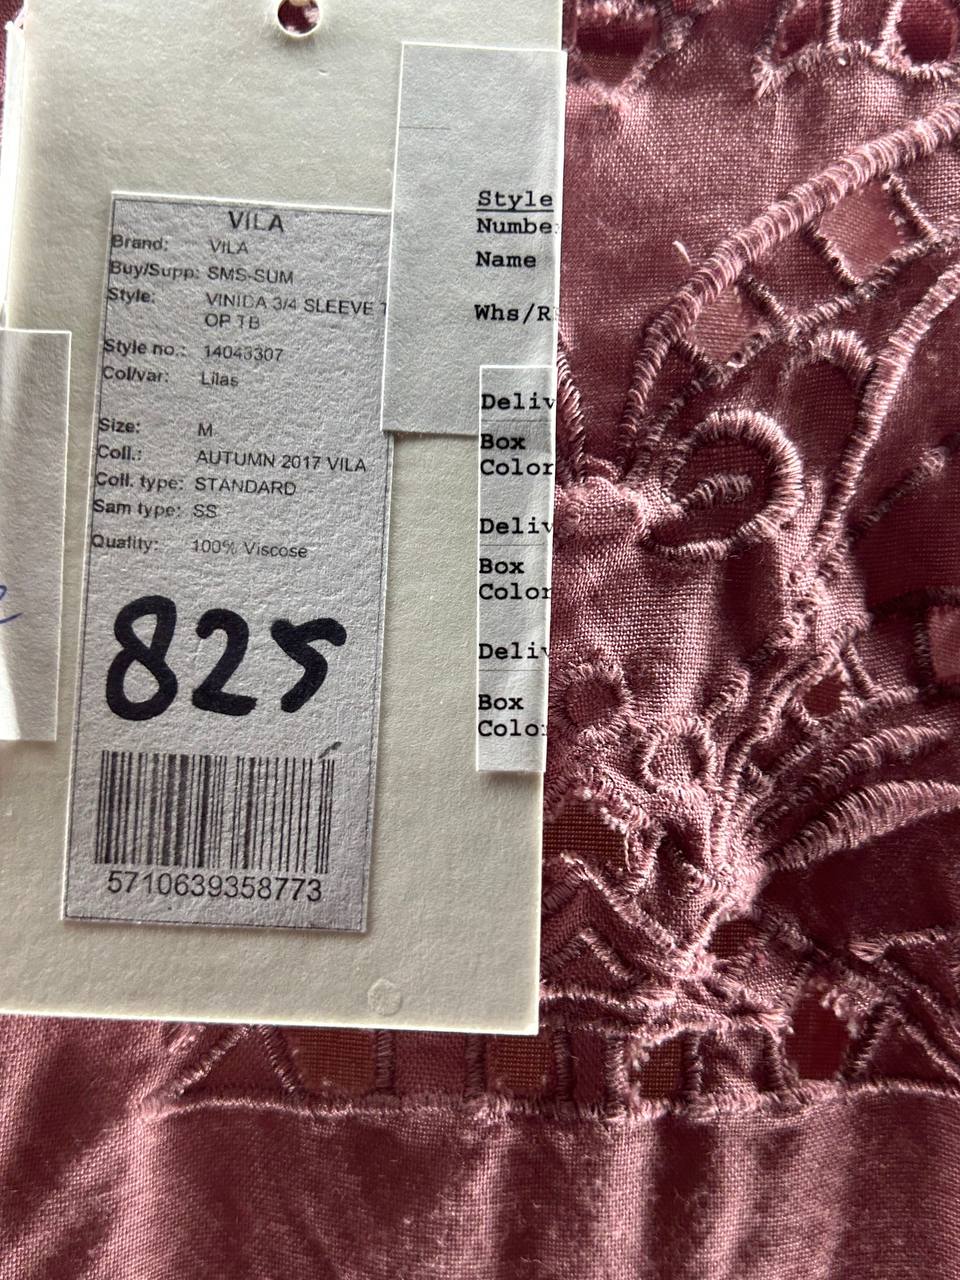 VILA
Brand: VILA
Buy/Supp: SMS-SUM
Style: VINIDA 3/4 SLEEVE T
OP TB
Style no.: 14043307
Col/var: Lilas
Size: M
Coll.: AUTUMN 2017 VILA
Coll. type: STANDARD
Sam type: SS
Quality: 100% Viscose
825
5710639358773
Style
Numbe
Name
Whs/R
Deliv
Box
Color
Deliv
Box
Color
Deliv
Box
Color